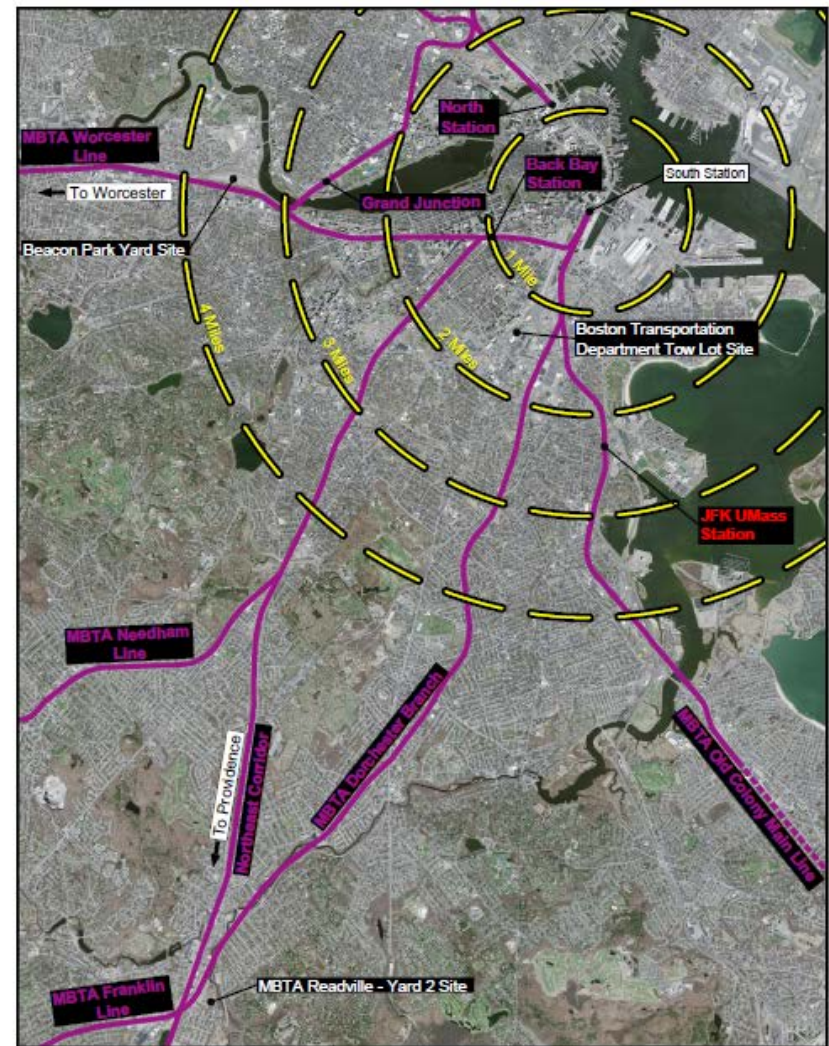 North
Station
MBTA Worcester
Line
Back Bay
Station
South Station
To Worcester
Grand Junction
Beacon Park Yard Site
1 Mile
4 Miles
3 Miles
2 Miles
Boston Transportation
Department Tow Lot Site
JFK UMass
Station
MBTA Needham
Line
MBTA Dorchester Branch
To Providence
Northeast Corridor
MBTA Old Colony Main Line
MBTA Readville - Yard 2 Site
MBTA Franklin
Line